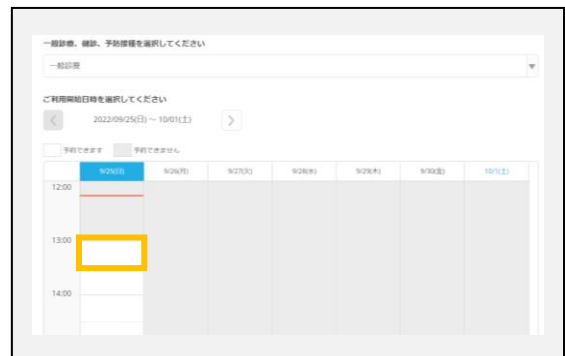 一般診療、健診、予防接種を選択してください
一般診療
ご利用開始日時を選択してください
2022/09/25(日) ～ 10/01(土)
予約できます 予約できません
9/25(日) 9/26(月) 9/27(火) 9/28(水) 9/29(木) 9/30(金) 10/1(土)
12:00
13:00
14:00